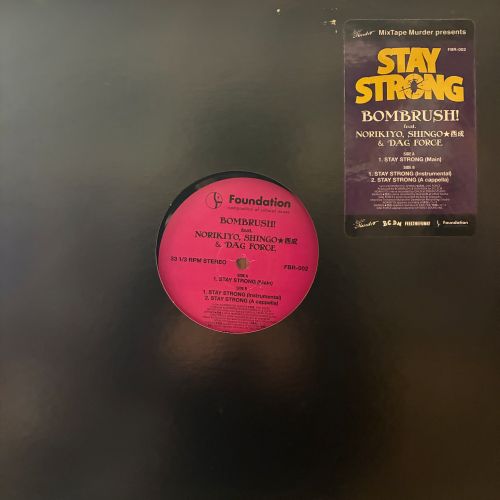 Murder MixTape Murder presents
FBR-002
STAY
STRONG
BOMBRUSH!
feat.
NORIKIYO, SHINGO★西成
& DAG FORCE
SIDE A
1. STAY STRONG (Main)
SIDE B
1. STAY STRONG (Instrumental)
2. STAY STRONG (A cappella)
Foundation
Foundation
BOMBRUSH!
feat.
NORIKIYO, SHINGO★西成
& DAG FORCE
33 1/3 RPM STEREO
FBR-002
SIDE A
1. STAY STRONG (Main)
SIDE B
1. STAY STRONG (Instrumental)
2. STAY STRONG (A cappella)